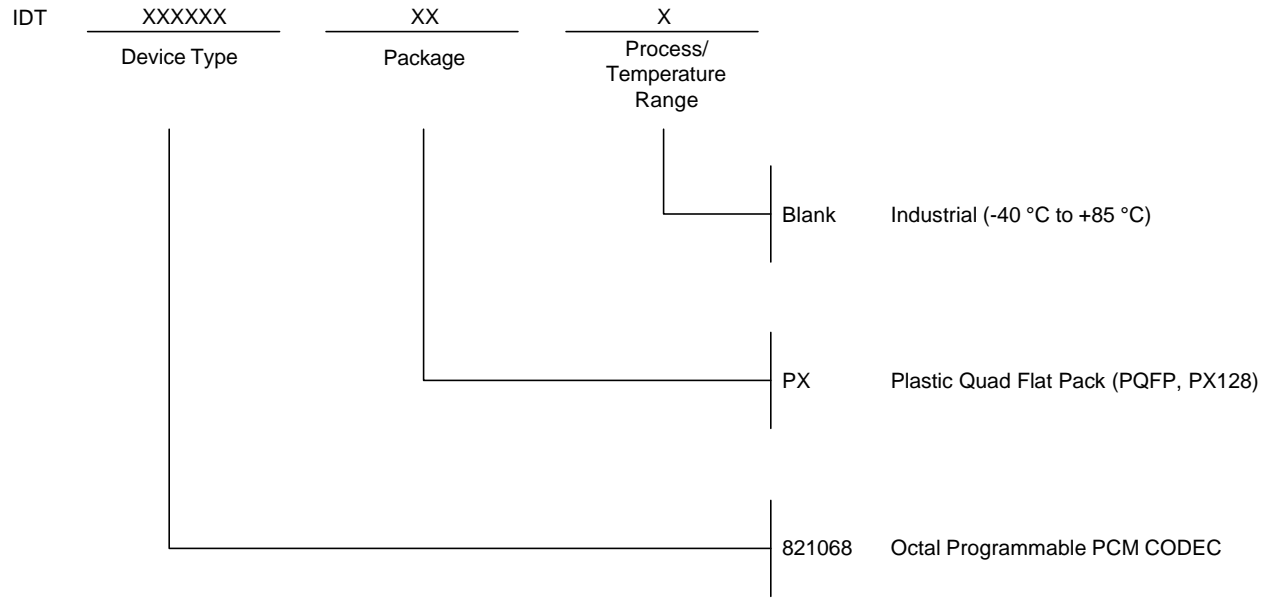 IDT XXXXXX XX X
Device Type Package Process/
Temperature
Range
Blank Industrial (-40 °C to +85 °C)
PX Plastic Quad Flat Pack (PQFP, PX128)
821068 Octal Programmable PCM CODEC